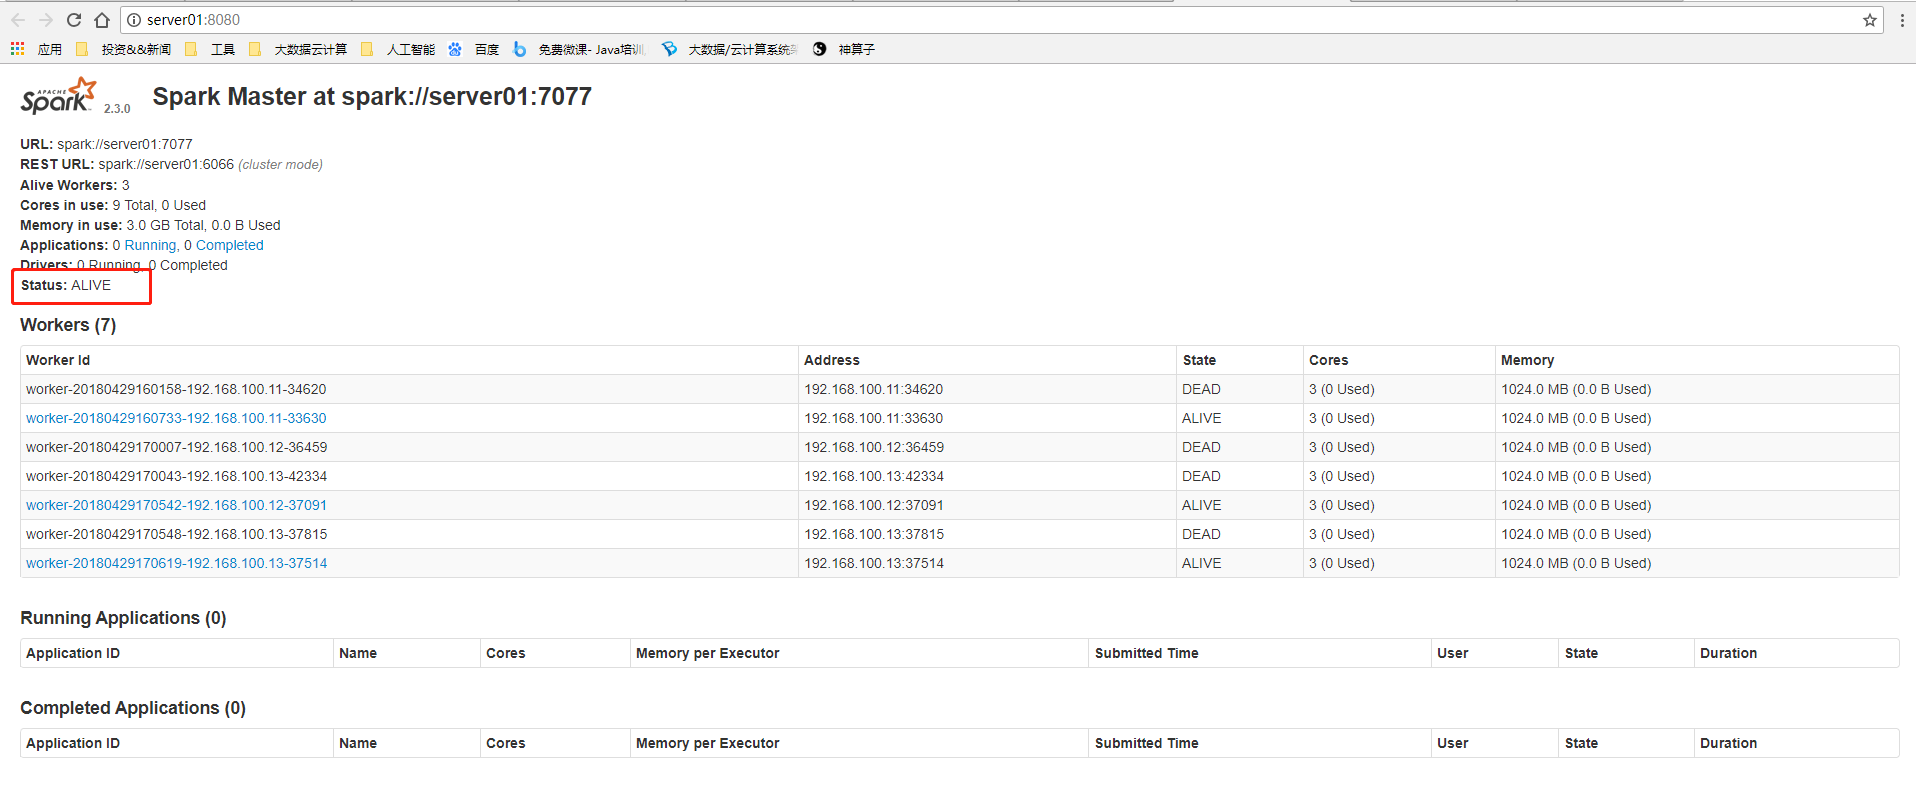 server01:8080
应用 投资&&新闻 工具 大数据云计算 人工智能 百度 免费微课- Java培训 大数据/云计算系统 神算子
APACHE Spark 2.3.0 Spark Master at spark://server01:7077
URL: spark://server01:7077
REST URL: spark://server01:6066 (cluster mode)
Alive Workers: 3
Cores in use: 9 Total, 0 Used
Memory in use: 3.0 GB Total, 0.0 B Used
Applications: 0 Running, 0 Completed
Drivers: 0 Running, 0 Completed
Status: ALIVE
Workers (7)
Worker Id Address State Cores Memory
worker-20180429160158-192.168.100.11-34620 192.168.100.11:34620 DEAD 3 (0 Used) 1024.0 MB (0.0 B Used)
worker-20180429160733-192.168.100.11-33630 192.168.100.11:33630 ALIVE 3 (0 Used) 1024.0 MB (0.0 B Used)
worker-20180429170007-192.168.100.12-36459 192.168.100.12:36459 DEAD 3 (0 Used) 1024.0 MB (0.0 B Used)
worker-20180429170043-192.168.100.13-42334 192.168.100.13:42334 DEAD 3 (0 Used) 1024.0 MB (0.0 B Used)
worker-20180429170542-192.168.100.12-37091 192.168.100.12:37091 ALIVE 3 (0 Used) 1024.0 MB (0.0 B Used)
worker-20180429170548-192.168.100.13-37815 192.168.100.13:37815 DEAD 3 (0 Used) 1024.0 MB (0.0 B Used)
worker-20180429170619-192.168.100.13-37514 192.168.100.13:37514 ALIVE 3 (0 Used) 1024.0 MB (0.0 B Used)
Running Applications (0)
Application ID Name Cores Memory per Executor Submitted Time User State Duration
Completed Applications (0)
Application ID Name Cores Memory per Executor Submitted Time User State Duration